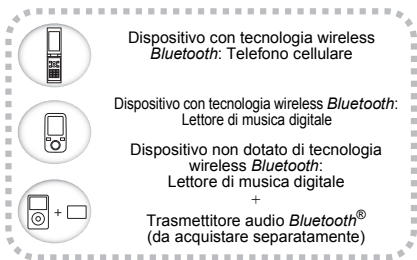 Dispositivo con tecnologia wireless
Bluetooth: Telefono cellulare
Dispositivo con tecnologia wireless Bluetooth:
Lettore di musica digitale
Dispositivo non dotato di tecnologia
wireless Bluetooth:
Lettore di musica digitale
+
+
Trasmettitore audio Bluetooth®
(da acquistare separatamente)